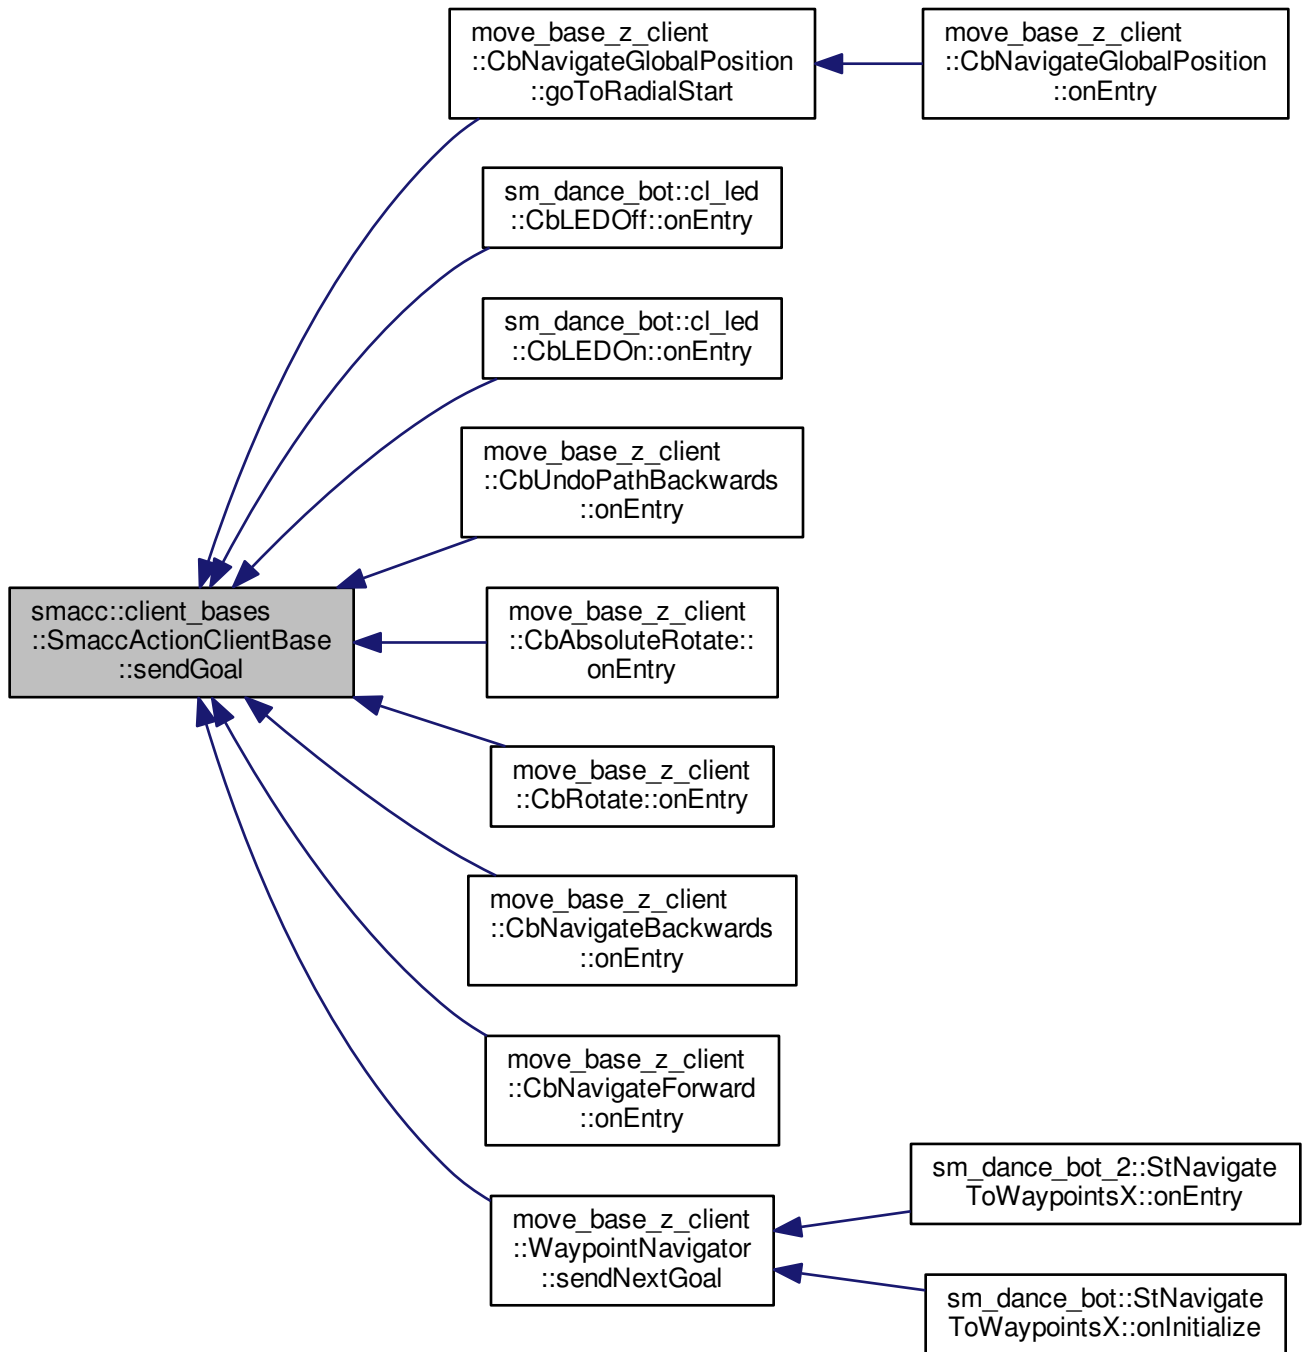 move_base_z_client
::CbNavigateGlobalPosition
::goToRadialStart
move_base_z_client
::CbNavigateGlobalPosition
::onEntry
sm_dance_bot::cl_led
::CbLEDOff::onEntry
sm_dance_bot::cl_led
::CbLEDOn::onEntry
move_base_z_client
::CbUndoPathBackwards
::onEntry
smacc::client_bases
::SmaccActionClientBase
::sendGoal
move_base_z_client
::CbAbsoluteRotate::
onEntry
move_base_z_client
::CbRotate::onEntry
move_base_z_client
::CbNavigateBackwards
::onEntry
move_base_z_client
::CbNavigateForward
::onEntry
move_base_z_client
::WaypointNavigator
::sendNextGoal
sm_dance_bot_2::StNavigate
ToWaypointsX::onEntry
sm_dance_bot::StNavigate
ToWaypointsX::onInitialize